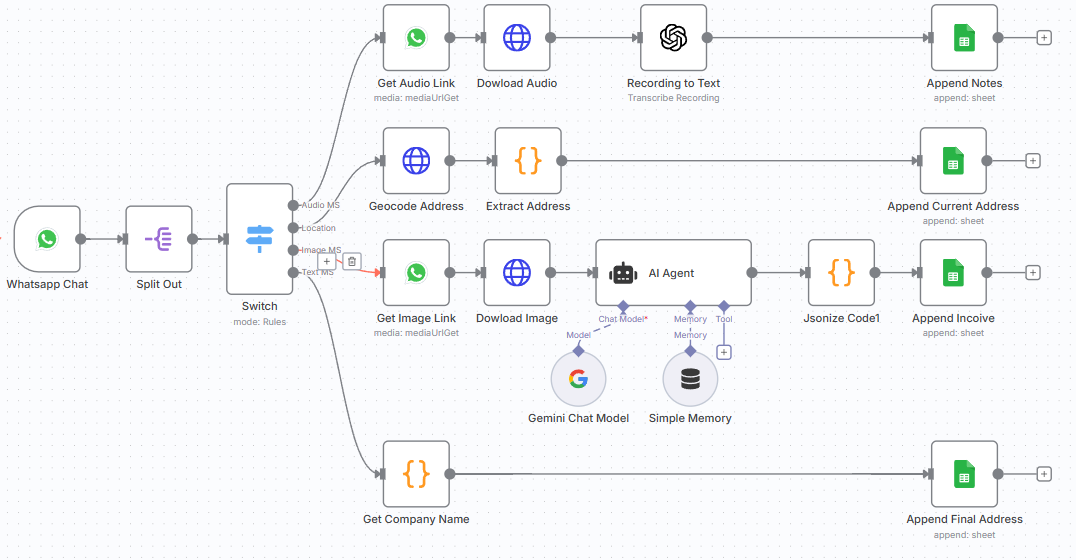 Get Audio Link
media: mediaUrlGet
Dowload Audio
Recording to Text
Transcribe Recording
Append Notes
append: sheet
Geocode Address
Extract Address
Append Current Address
append: sheet
Whatsapp Chat
Split Out
Switch
mode: Rules
Audio MS
Location
Image MS
Text MS
Get Image Link
media: mediaUrlGet
Dowload Image
AI Agent
Chat Model*
Memory
Tool
Model
Memory
Gemini Chat Model
Simple Memory
Jsonize Code1
Append Incoive
append: sheet
Get Company Name
Append Final Address
append: sheet